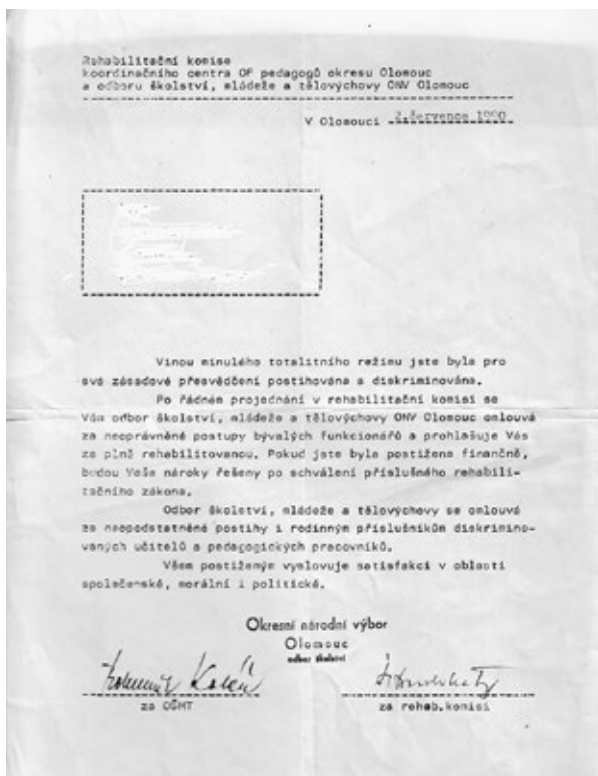 Rehabilitační komise
koordinačního centra OF pedagogů okresu Olomouc
a odboru školství, mládeže a tělovýchovy ONV Olomouc
V Olomouci 2.července 1990
Vinou minulého totalitního režimu jste byla pro
své zásadové přesvědčení postihována a diskriminována.
Po řádném projednání v rehabilitační komisi se
Vám odbor školství, mládeže a tělovýchovy ONV Olomouc omlouvá
za neoprávněné postupy bývalých funkcionářů a prohlašuje Vás
za plně rehabilitovanou. Pokud jste byla postižena finančně,
budou Vaše nároky řešeny po schválení příslušného rehabili-
tačního zákona.
Odbor školství, mládeže a tělovýchovy se omlouvá
za neopodstatněné postihy i rodinným příslušníkům diskrimino-
vaných učitelů a pedagogických pracovníků.
Všem postiženým vyslovuje satisfakci v oblasti
společenské, morální i politické.
Okresní národní výbor
Olomouc
odbor školství
za OŠMT
za rehab.komisi